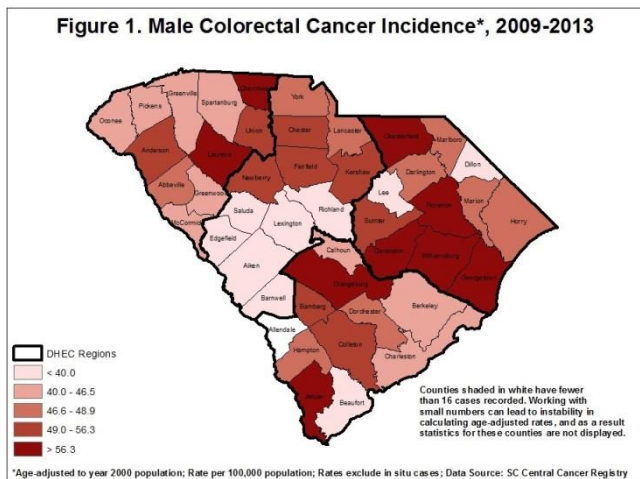 Figure 1. Male Colorectal Cancer Incidence*, 2009-2013
Cherokee
York
Greenville
Spartanburg
Pickens
Oconee
Union
Chester
Lancaster
Chesterfield
Marlboro
Anderson
Laurens
Dillon
Fairfield
Kershaw
Darlington
Newberry
Abbeville
Greenwood
Lee
Marion
Florence
Horry
Saluda
Richland
Lexington
Sumter
McCormick
Edgefield
Calhoun
Clarendon
Williamsburg
Aiken
Georgetown
Orangeburg
Barnwell
Bamberg
Berkeley
Dorchester
Allendale
Colleton
Hampton
Charleston
Jasper
Beaufort
DHEC Regions
< 40.0
40.0 - 46.5
46.6 - 48.9
49.0 - 56.3
> 56.3
Counties shaded in white have fewer
than 16 cases recorded. Working with
small numbers can lead to instability in
calculating age-adjusted rates, and as a result
statistics for these counties are not displayed.
*Age-adjusted to year 2000 population; Rate per 100,000 population; Rates exclude in situ cases; Data Source: SC Central Cancer Registry